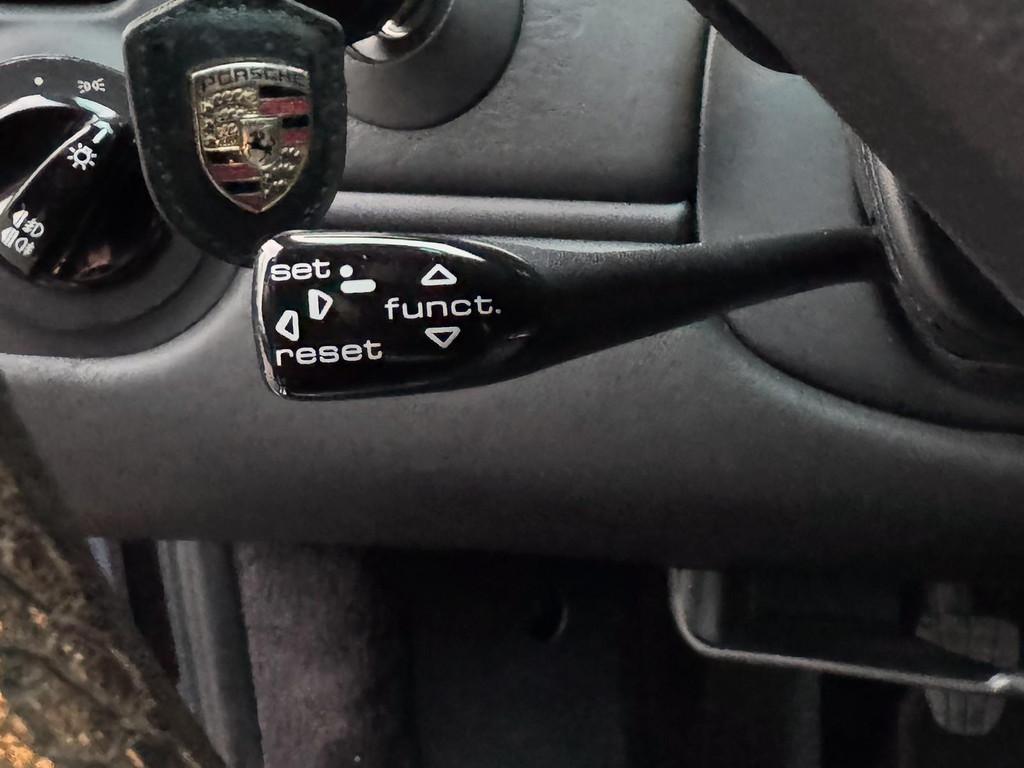 PORSCHE
set
funct.
reset